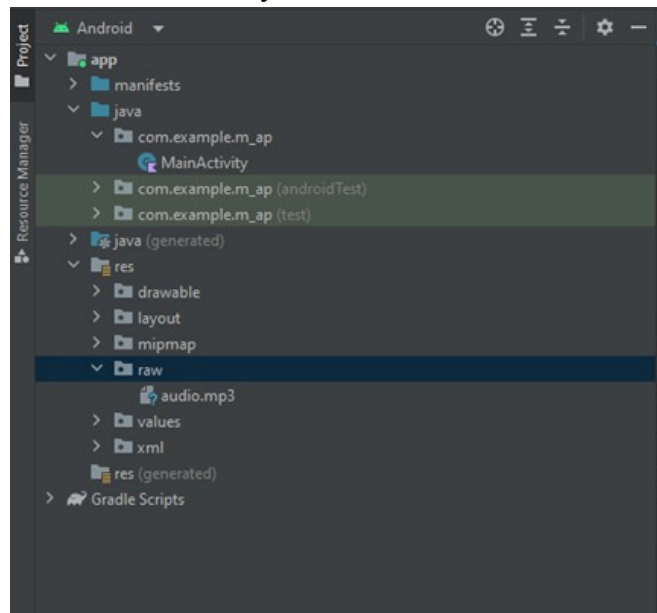 Project
Resource Manager
Android
app
manifests
java
com.example.m_ap
MainActivity
com.example.m_ap (androidTest)
com.example.m_ap (test)
java (generated)
res
drawable
layout
mipmap
raw
audio.mp3
values
xml
res (generated)
Gradle Scripts